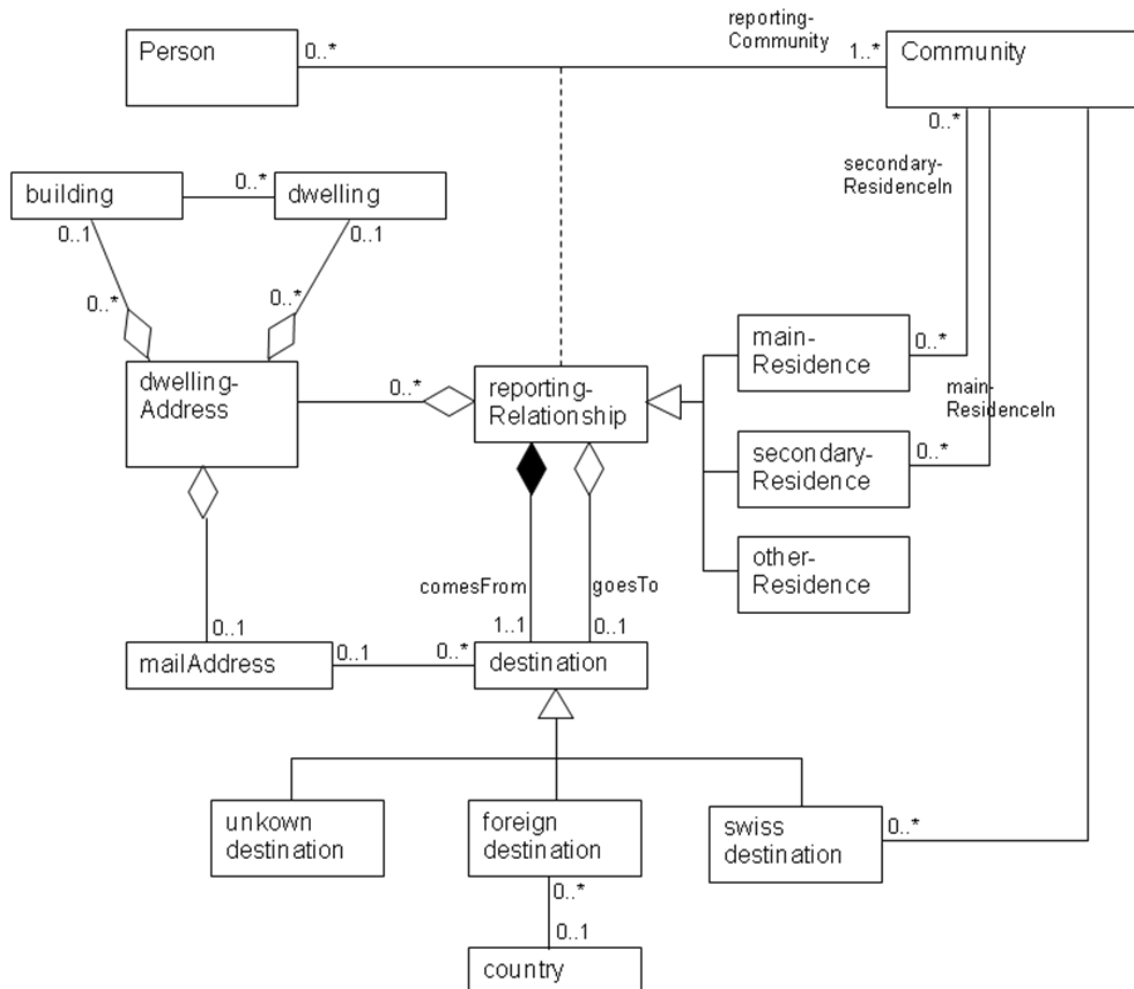 reporting-
Community
Person
0..*
1..*
Community
0..*
secondary-
ResidenceIn
building
0..*
dwelling
0..1
0..1
0..*
0..*
main-
Residence
0..*
main-
ResidenceIn
dwelling-
Address
0..*
reporting-
Relationship
secondary-
Residence
0..*
other-
Residence
comesFrom
goesTo
0..1
1..1
0..1
mailAddress
0..1
0..*
destination
unkown
destination
foreign
destination
swiss
destination
0..*
0..*
0..1
country